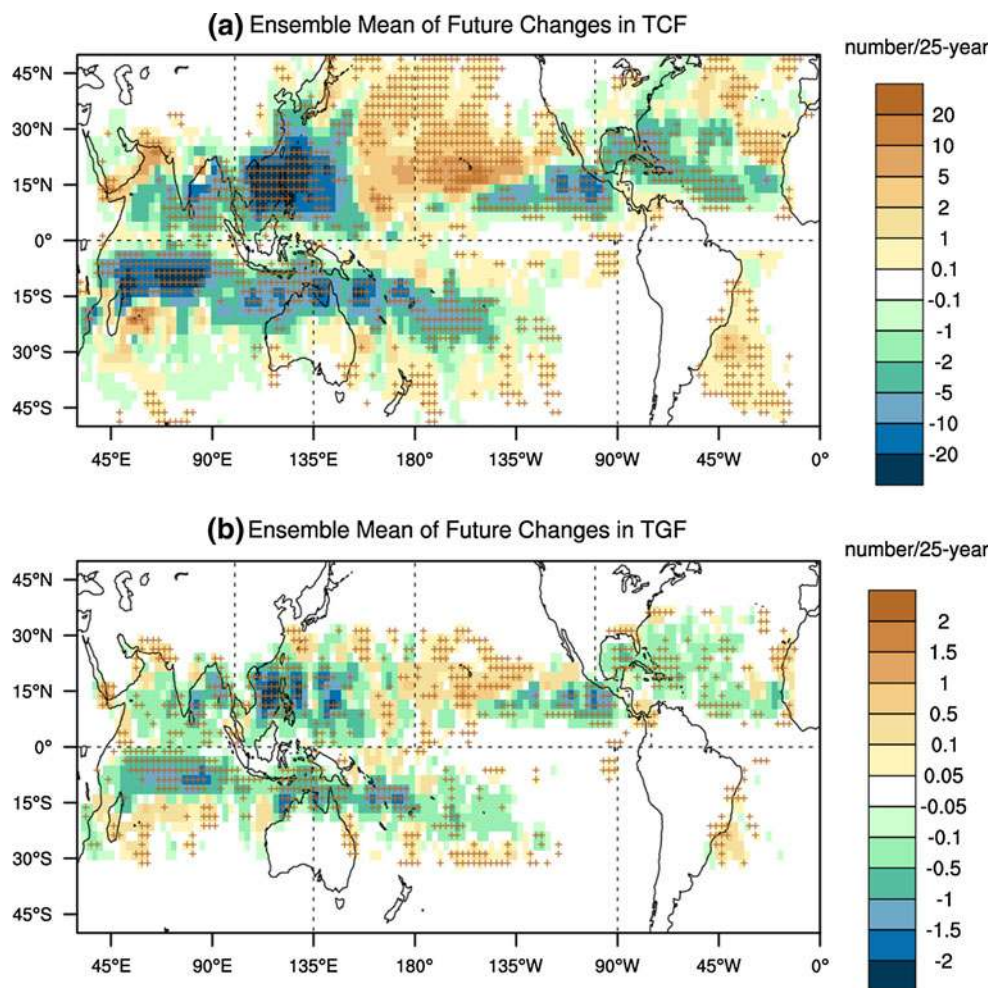 (a) Ensemble Mean of Future Changes in TCF
number/25-year
45°N
30°N
15°N
0°
15°S
30°S
45°S
45°E 90°E 135°E 180° 135°W 90°W 45°W 0°
20
10
5
2
1
0.1
-0.1
-1
-2
-5
-10
-20
(b) Ensemble Mean of Future Changes in TGF
number/25-year
45°N
30°N
15°N
0°
15°S
30°S
45°S
45°E 90°E 135°E 180° 135°W 90°W 45°W 0°
2
1.5
1
0.5
0.1
0.05
-0.05
-0.1
-0.5
-1
-1.5
-2